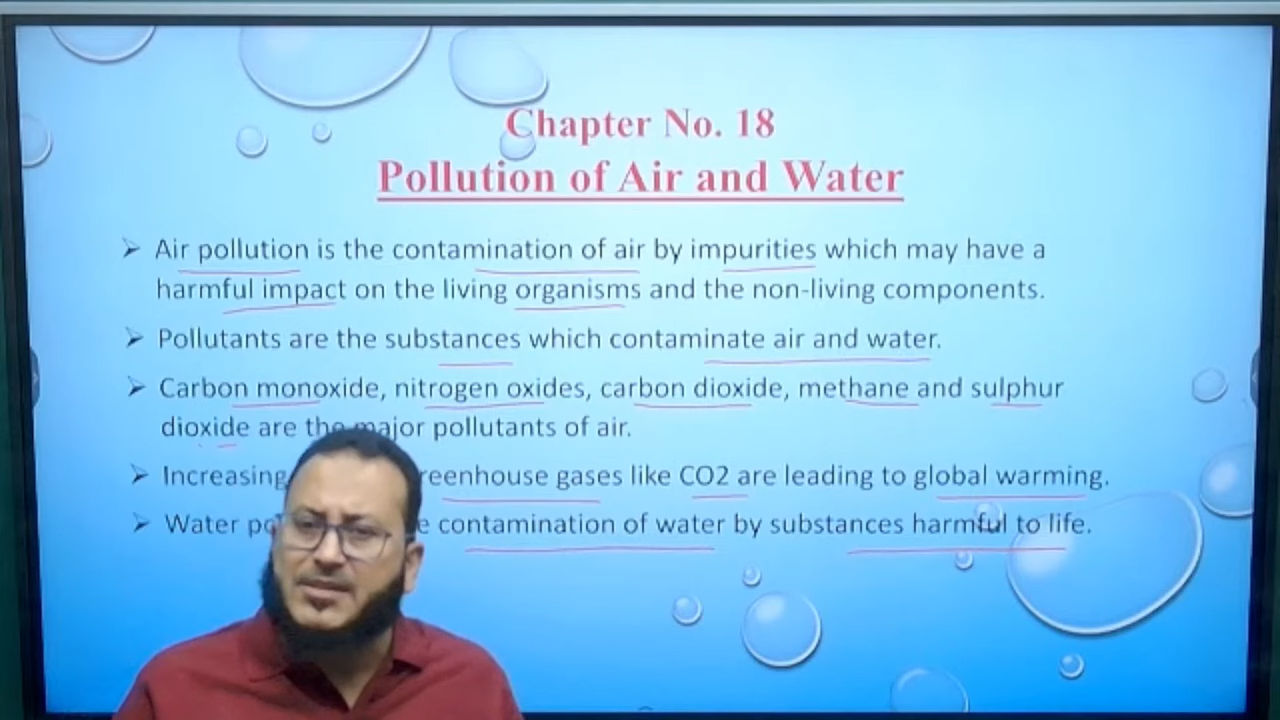 Chapter No. 18
Pollution of Air and Water
➢ Air pollution is the contamination of air by impurities which may have a
harmful impact on the living organisms and the non-living components.
➢ Pollutants are the substances which contaminate air and water.
➢ Carbon monoxide, nitrogen oxides, carbon dioxide, methane and sulphur
dioxide are the major pollutants of air.
➢ Increasing gases like CO2 are leading to global warming.
➢ Water contamination of water by substances harmful to life.